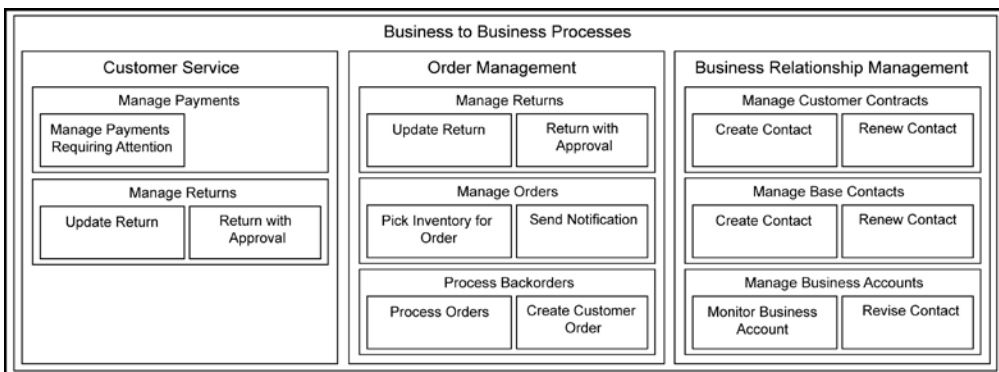 Business to Business Processes
Customer Service
Manage Payments
Manage Payments
Requiring Attention
Manage Returns
Update Return
Return with
Approval
Order Management
Manage Returns
Update Return
Return with
Approval
Manage Orders
Pick Inventory for
Order
Send Notification
Process Backorders
Process Orders
Create Customer
Order
Business Relationship Management
Manage Customer Contracts
Create Contact
Renew Contact
Manage Base Contacts
Create Contact
Renew Contact
Manage Business Accounts
Monitor Business
Account
Revise Contact